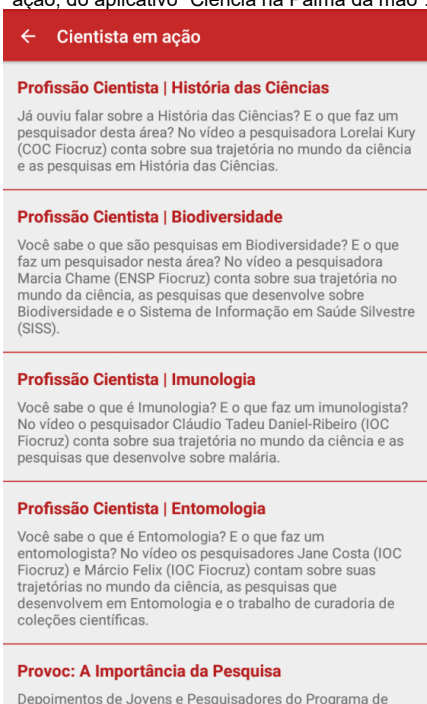 ação, do aplicativo "Ciência na Palma da mão".
Cientista em ação
Profissão Cientista | História das Ciências
Já ouviu falar sobre a História das Ciências? E o que faz um
pesquisador desta área? No vídeo a pesquisadora Lorelai Kury
(COC Fiocruz) conta sobre sua trajetória no mundo da ciência
e as pesquisas em História das Ciências.
Profissão Cientista | Biodiversidade
Você sabe o que são pesquisas em Biodiversidade? E o que
faz um pesquisador nesta área? No vídeo a pesquisadora
Marcia Chame (ENSP Fiocruz) conta sobre sua trajetória no
mundo da ciência, as pesquisas que desenvolve sobre
Biodiversidade e o Sistema de Informação em Saúde Silvestre
(SISS).
Profissão Cientista | Imunologia
Você sabe o que é Imunologia? E o que faz um imunologista?
No vídeo o pesquisador Cláudio Tadeu Daniel-Ribeiro (IOC
Fiocruz) conta sobre sua trajetória no mundo da ciência e as
pesquisas que desenvolve sobre malária.
Profissão Cientista | Entomologia
Você sabe o que é Entomologia? E o que faz um
entomologista? No vídeo os pesquisadores Jane Costa (IOC
Fiocruz) e Márcio Felix (IOC Fiocruz) contam sobre suas
trajetórias no mundo da ciência, as pesquisas que
desenvolvem em Entomologia e o trabalho de curadoria de
coleções científicas.
Provoc: A Importância da Pesquisa
Depoimentos de Jovens e Pesquisadores do Programa de